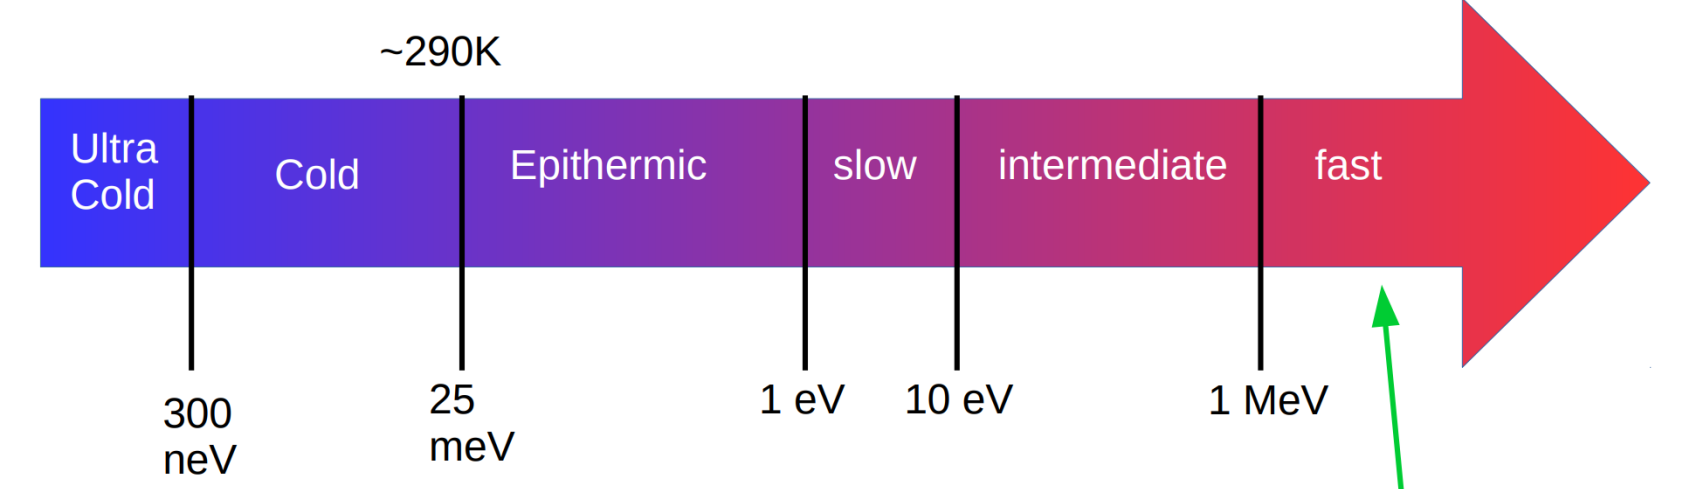 ~290K
Ultra
Cold
Cold
Epithermic
slow
intermediate
fast
300
neV
25
meV
1 eV
10 eV
1 MeV